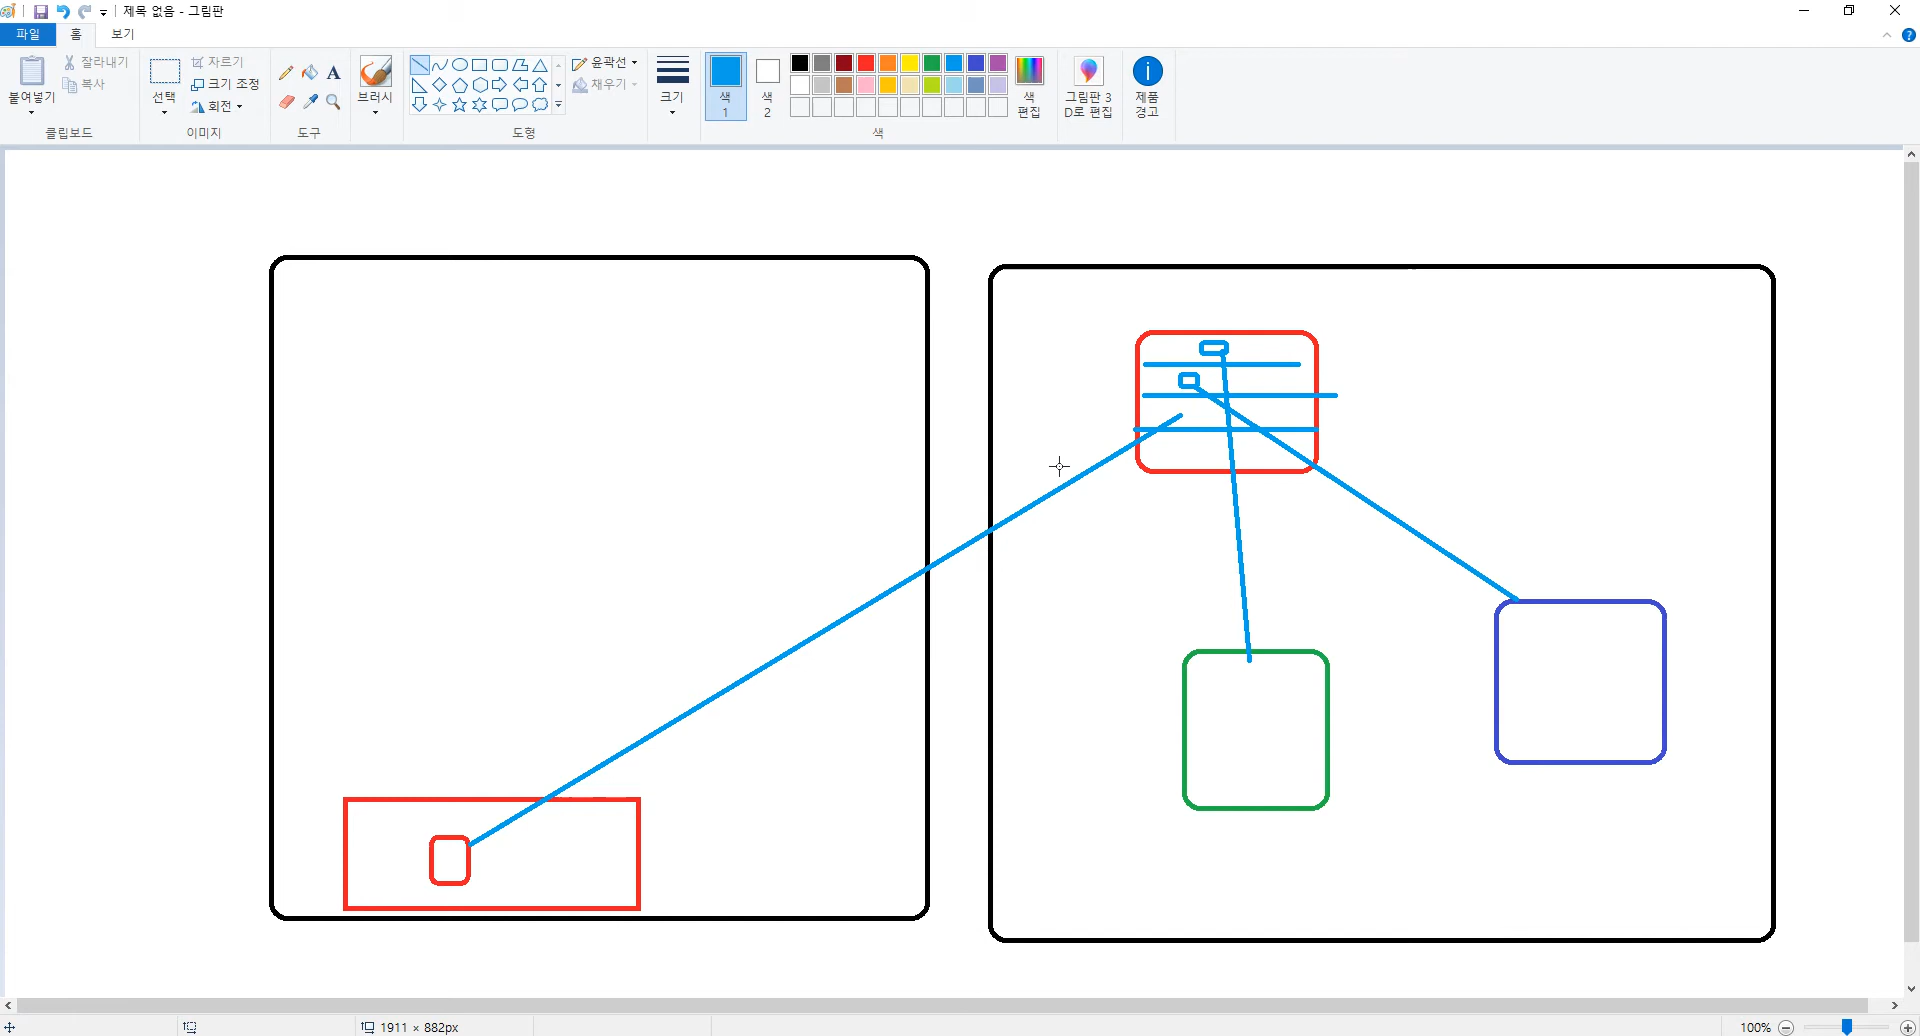 제목 없음 - 그림판
파일 홈 보기
붙여넣기
잘라내기
복사
클립보드
선택
자르기
크기 조정
회전
이미지
A
도구
브러시
윤곽선
채우기
도형
크기
색
1
색
2
색
편집
색
그림판 3
D로 편집
제품
경고
1911 × 882px
100%